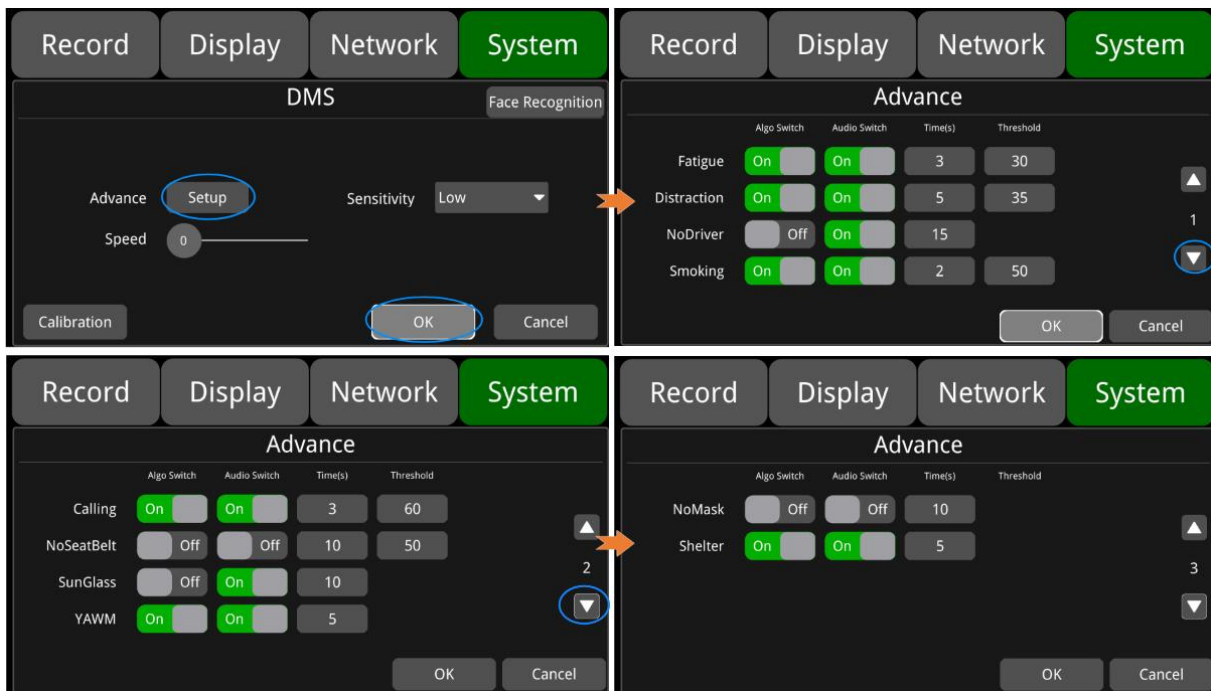 Record Display Network System
DMS
Face Recognition
Advance Setup Sensitivity Low
Speed 0
Calibration OK Cancel
Record Display Network System
Advance
Algo Switch Audio Switch Time(s) Threshold
Fatigue On On 3 30
Distraction On On 5 35
1
NoDriver Off On 15
Smoking On On 2 50
OK Cancel
Record Display Network System
Advance
Algo Switch Audio Switch Time(s) Threshold
Calling On On 3 60
NoSeatBelt Off Off 10 50
2
SunGlass Off On 10
YAWM On On 5
OK Cancel
Record Display Network System
Advance
Algo Switch Audio Switch Time(s) Threshold
NoMask Off Off 10
Shelter On On 5
3
OK Cancel